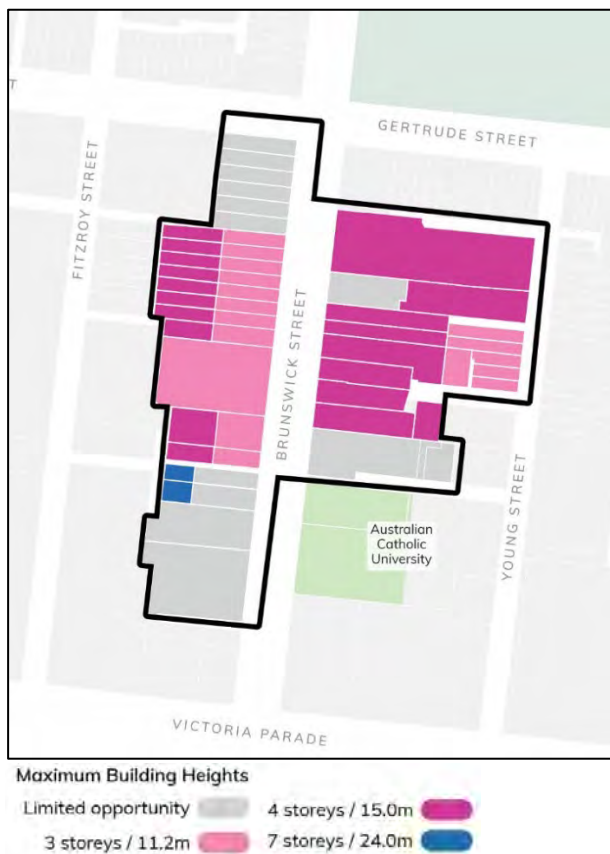 T
GERTRUDE STREET
FITZROY STREET
BRUNSWICK STREET
Australian
Catholic
University
YOUNG STREET
VICTORIA PARADE
Maximum Building Heights
Limited opportunity 4 storeys / 15.0m
3 storeys / 11.2m 7 storeys / 24.0m